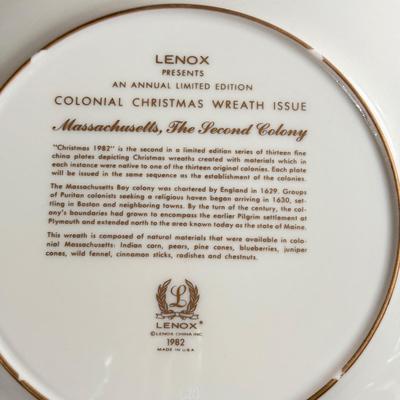 LENOX
PRESENTS
AN ANNUAL LIMITED EDITION
COLONIAL CHRISTMAS WREATH ISSUE
Massachusetts, The Second Colony
"Christmas 1982" is the second in a limited edition series of thirteen fine
china plates depicting Christmas wreaths created with materials which in
each instance were native to one of the thirteen original colonies. Each plate
will be issued in the same sequence as the establishment of the colonies.
The Massachusetts Bay colony was chartered by England in 1629. Groups
of Puritan colonists seeking a religious haven began arriving in 1630, set-
tling in Boston and neighboring towns. By the turn of the century, the col-
ony's boundaries had grown to encompass the earlier Pilgrim settlement at
Plymouth and extended north to the area known today as the state of Maine.
This wreath is composed of natural materials that were available in colo-
nial Massachusetts: Indian corn, pears, pine cones, blueberries, juniper
cones, wild fennel, cinnamon sticks, radishes and chestnuts.
L
LENOX®
© LENOX CHINA INC.
1982
MADE IN U.S.A.